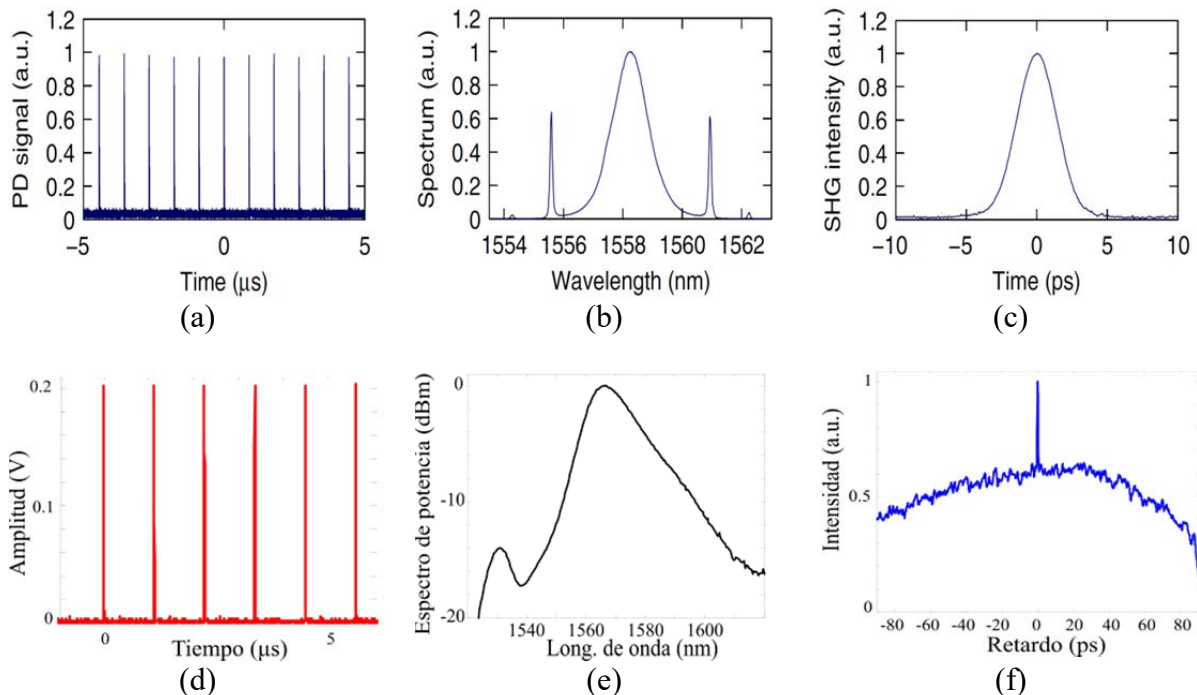 1.2
1
0.8
0.6
0.4
0.2
0
PD signal (a.u.)
−5 0 5
Time (μs)
(a)
1.2
1
0.8
0.6
0.4
0.2
0
Spectrum (a.u.)
1554 1556 1558 1560 1562
Wavelength (nm)
(b)
1.2
1
0.8
0.6
0.4
0.2
0
SHG intensity (a.u.)
-10 -5 0 5 10
Time (ps)
(c)
0.2
0.1
0
Amplitud (V)
0 5
Tiempo (μs)
(d)
0
-10
-20
Espectro de potencia (dBm)
1540 1560 1580 1600
Long. de onda (nm)
(e)
1
0.5
0
Intensidad (a.u.)
-80 -60 -40 -20 0 20 40 60 80
Retardo (ps)
(f)